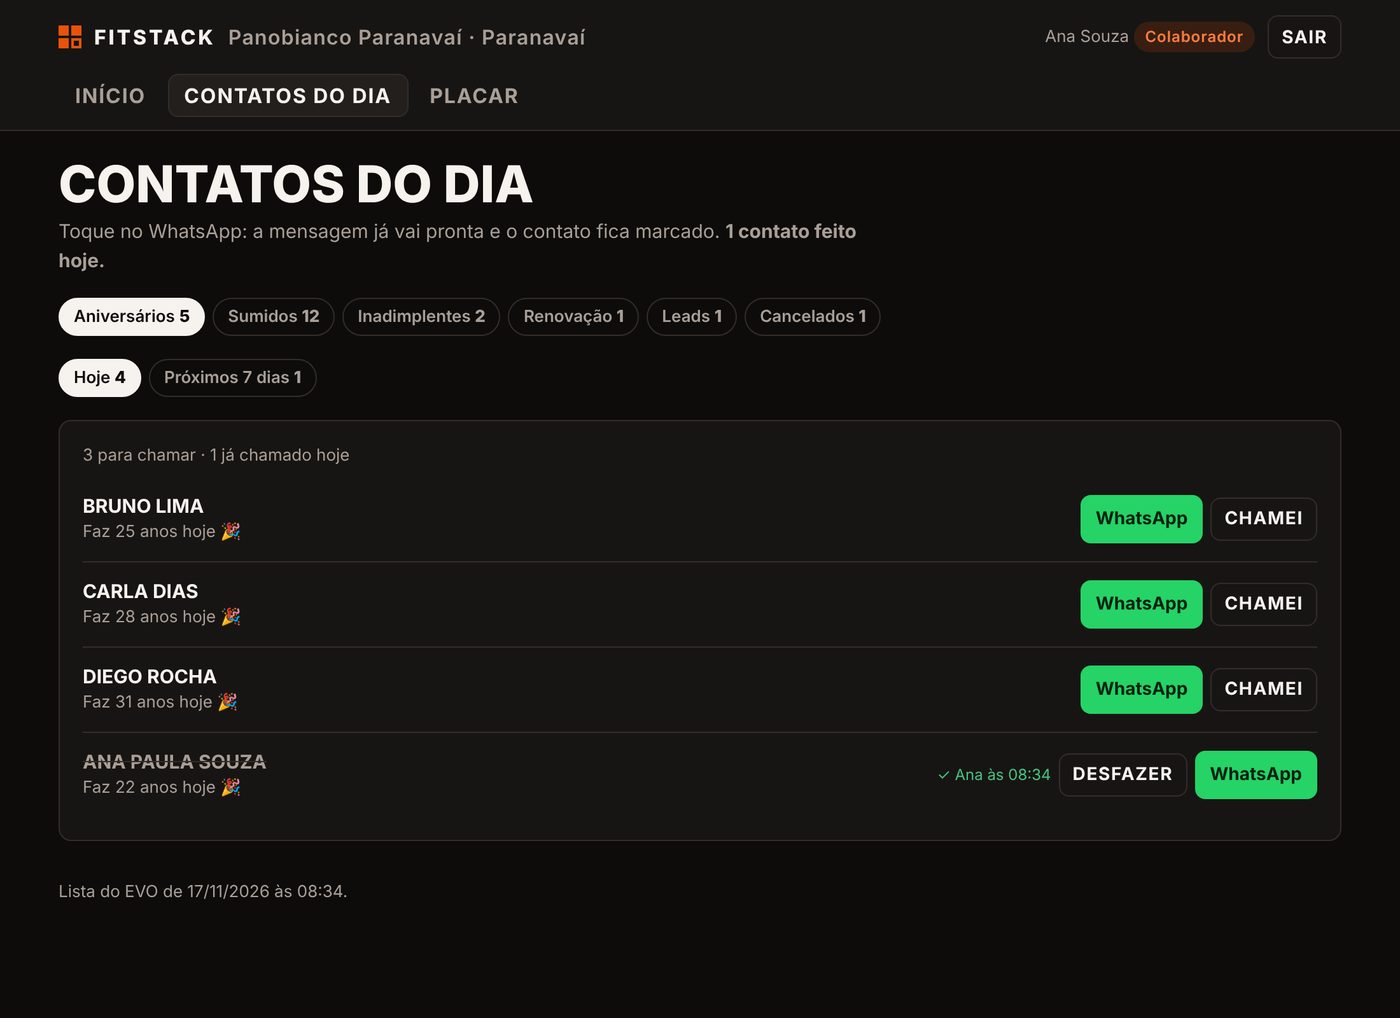 FITSTACK Panobianco Paranavaí · Paranavaí
Ana Souza Colaborador SAIR
INÍCIO CONTATOS DO DIA PLACAR
CONTATOS DO DIA
Toque no WhatsApp: a mensagem já vai pronta e o contato fica marcado. 1 contato feito
hoje.
Aniversários 5 Sumidos 12 Inadimplentes 2 Renovação 1 Leads 1 Cancelados 1
Hoje 4 Próximos 7 dias 1
3 para chamar · 1 já chamado hoje
BRUNO LIMA
Faz 25 anos hoje 🎉
WhatsApp CHAMEI
CARLA DIAS
Faz 28 anos hoje 🎉
WhatsApp CHAMEI
DIEGO ROCHA
Faz 31 anos hoje 🎉
WhatsApp CHAMEI
ANA PAULA SOUZA
Faz 22 anos hoje 🎉
✓ Ana às 08:34 DESFAZER WhatsApp
Lista do EVO de 17/11/2026 às 08:34.